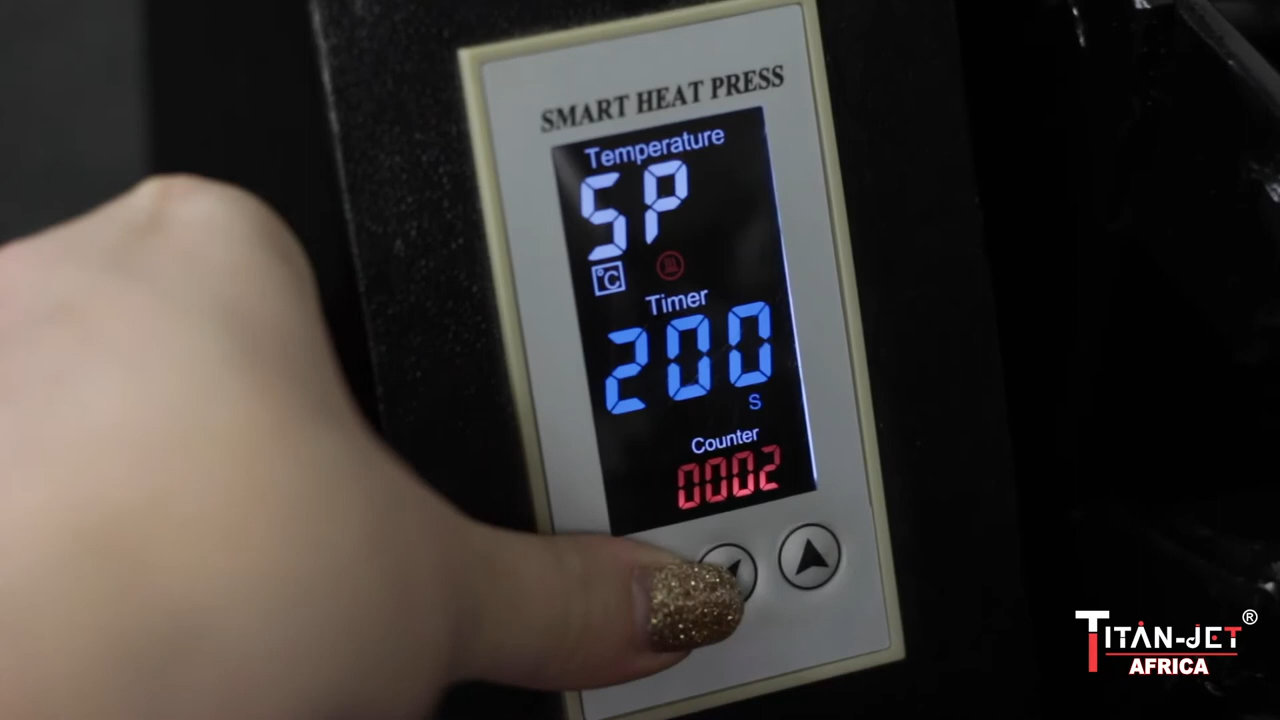 SMART HEAT PRESS
Temperature
SP
°C
Timer
200
S
Counter
0002
TITAN-JET®
AFRICA